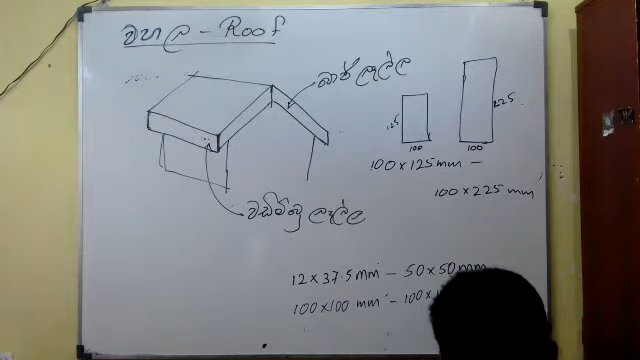 වහල - Roof
බාජ් ලෑල්ල
වඩිම්බු ලෑල්ල
125
100
225
100
100 x 125 mm -
100 x 225 mm
12 x 37.5 mm - 50 x 50 mm
100 x 100 mm - 100 x